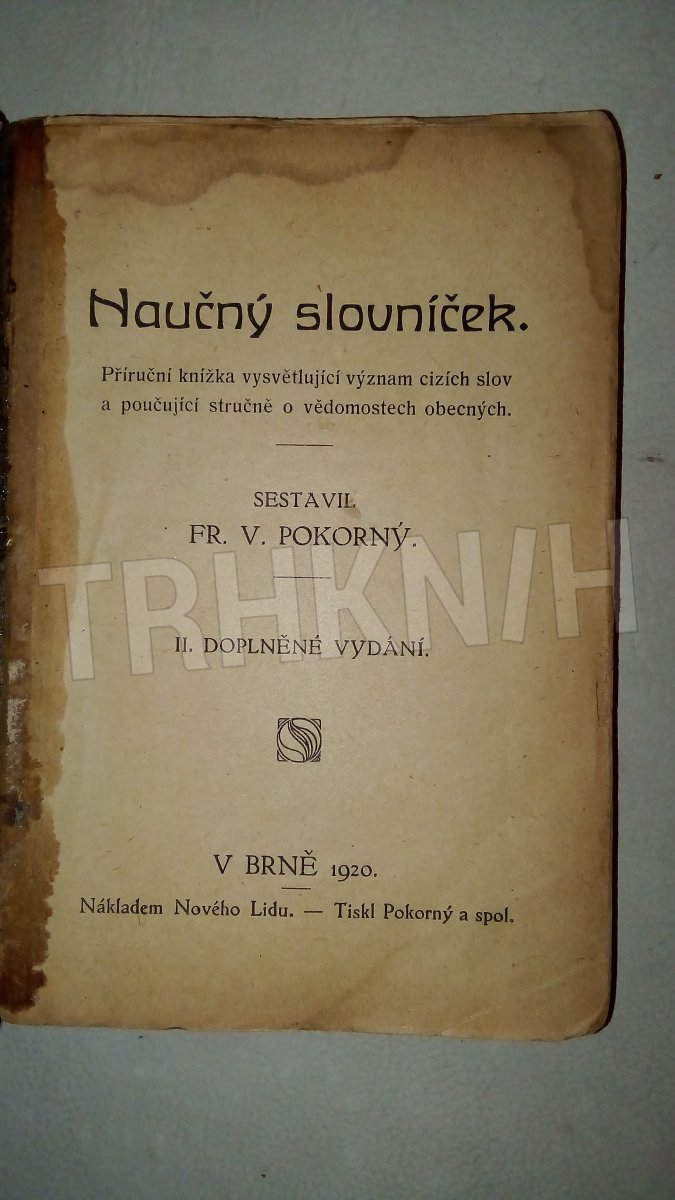 Naučný slovníček.
Příruční knížka vysvětlující význam cizích slov
a poučující stručně o vědomostech obecných.
SESTAVIL
FR. V. POKORNÝ.
TRHKNIH
II. DOPLNĚNÉ VYDÁNÍ.
V BRNĚ 1920.
Nákladem Nového Lidu. — Tiskl Pokorný a spol.